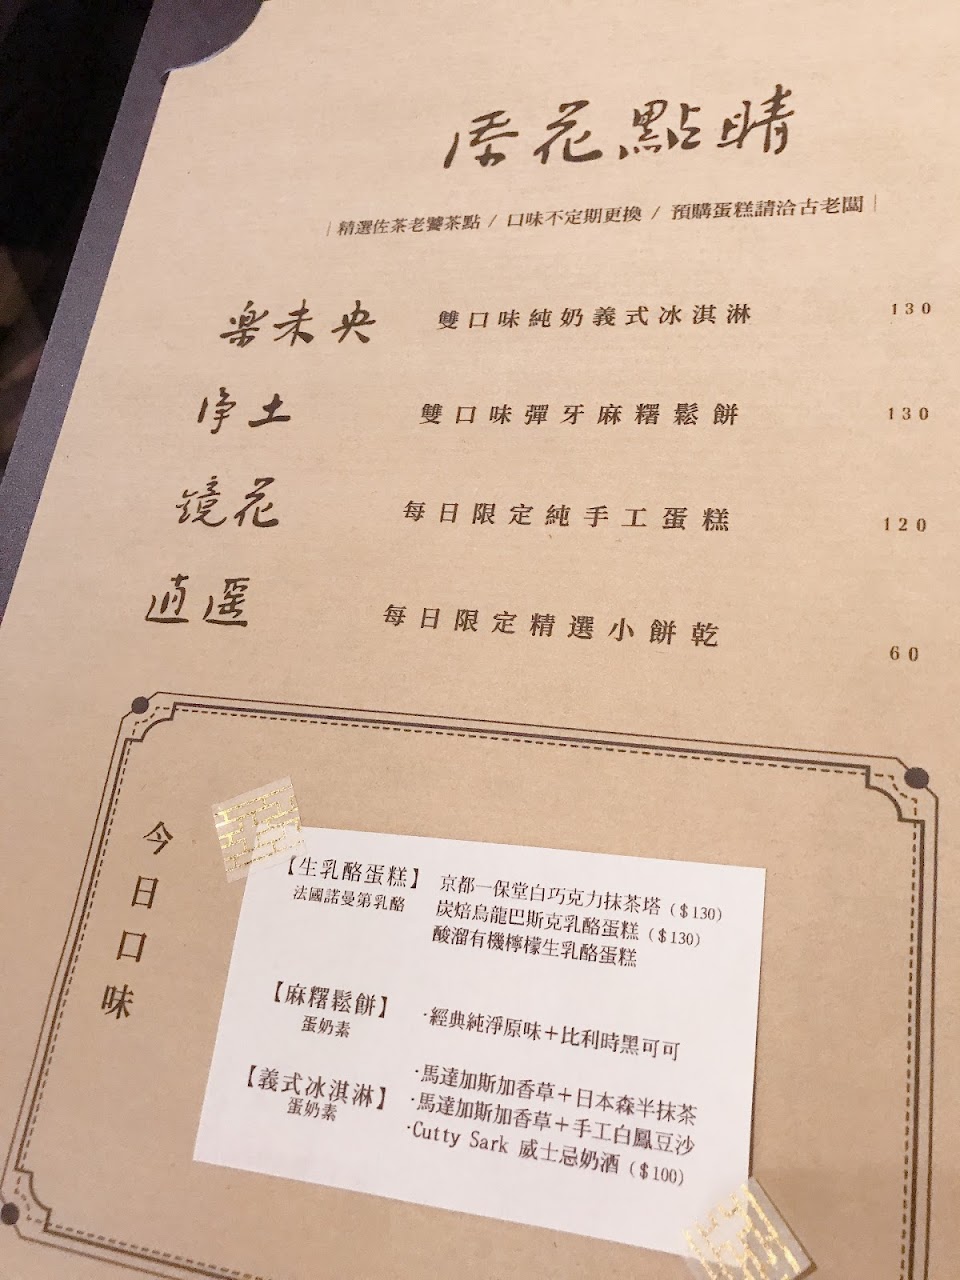 添花點睛
｜精選佐茶老饕茶點 / 口味不定期更換 / 預購蛋糕請洽古老闆｜
楽未央 雙口味純奶義式冰淇淋 130
淨土 雙口味彈牙麻糬鬆餅 130
鏡花 每日限定純手工蛋糕 120
逍遥 每日限定精選小餅乾 60
今日口味
【生乳酪蛋糕】 京都一保堂白巧克力抹茶塔（$130）
法國諾曼第乳酪 炭焙烏龍巴斯克乳酪蛋糕（$130）
酸溜有機檸檬生乳酪蛋糕
【麻糬鬆餅】 ·經典純淨原味＋比利時黑可可
蛋奶素
【義式冰淇淋】 ·馬達加斯加香草＋日本森半抹茶
蛋奶素 ·馬達加斯加香草＋手工白鳳豆沙
·Cutty Sark 威士忌奶酒（$100）